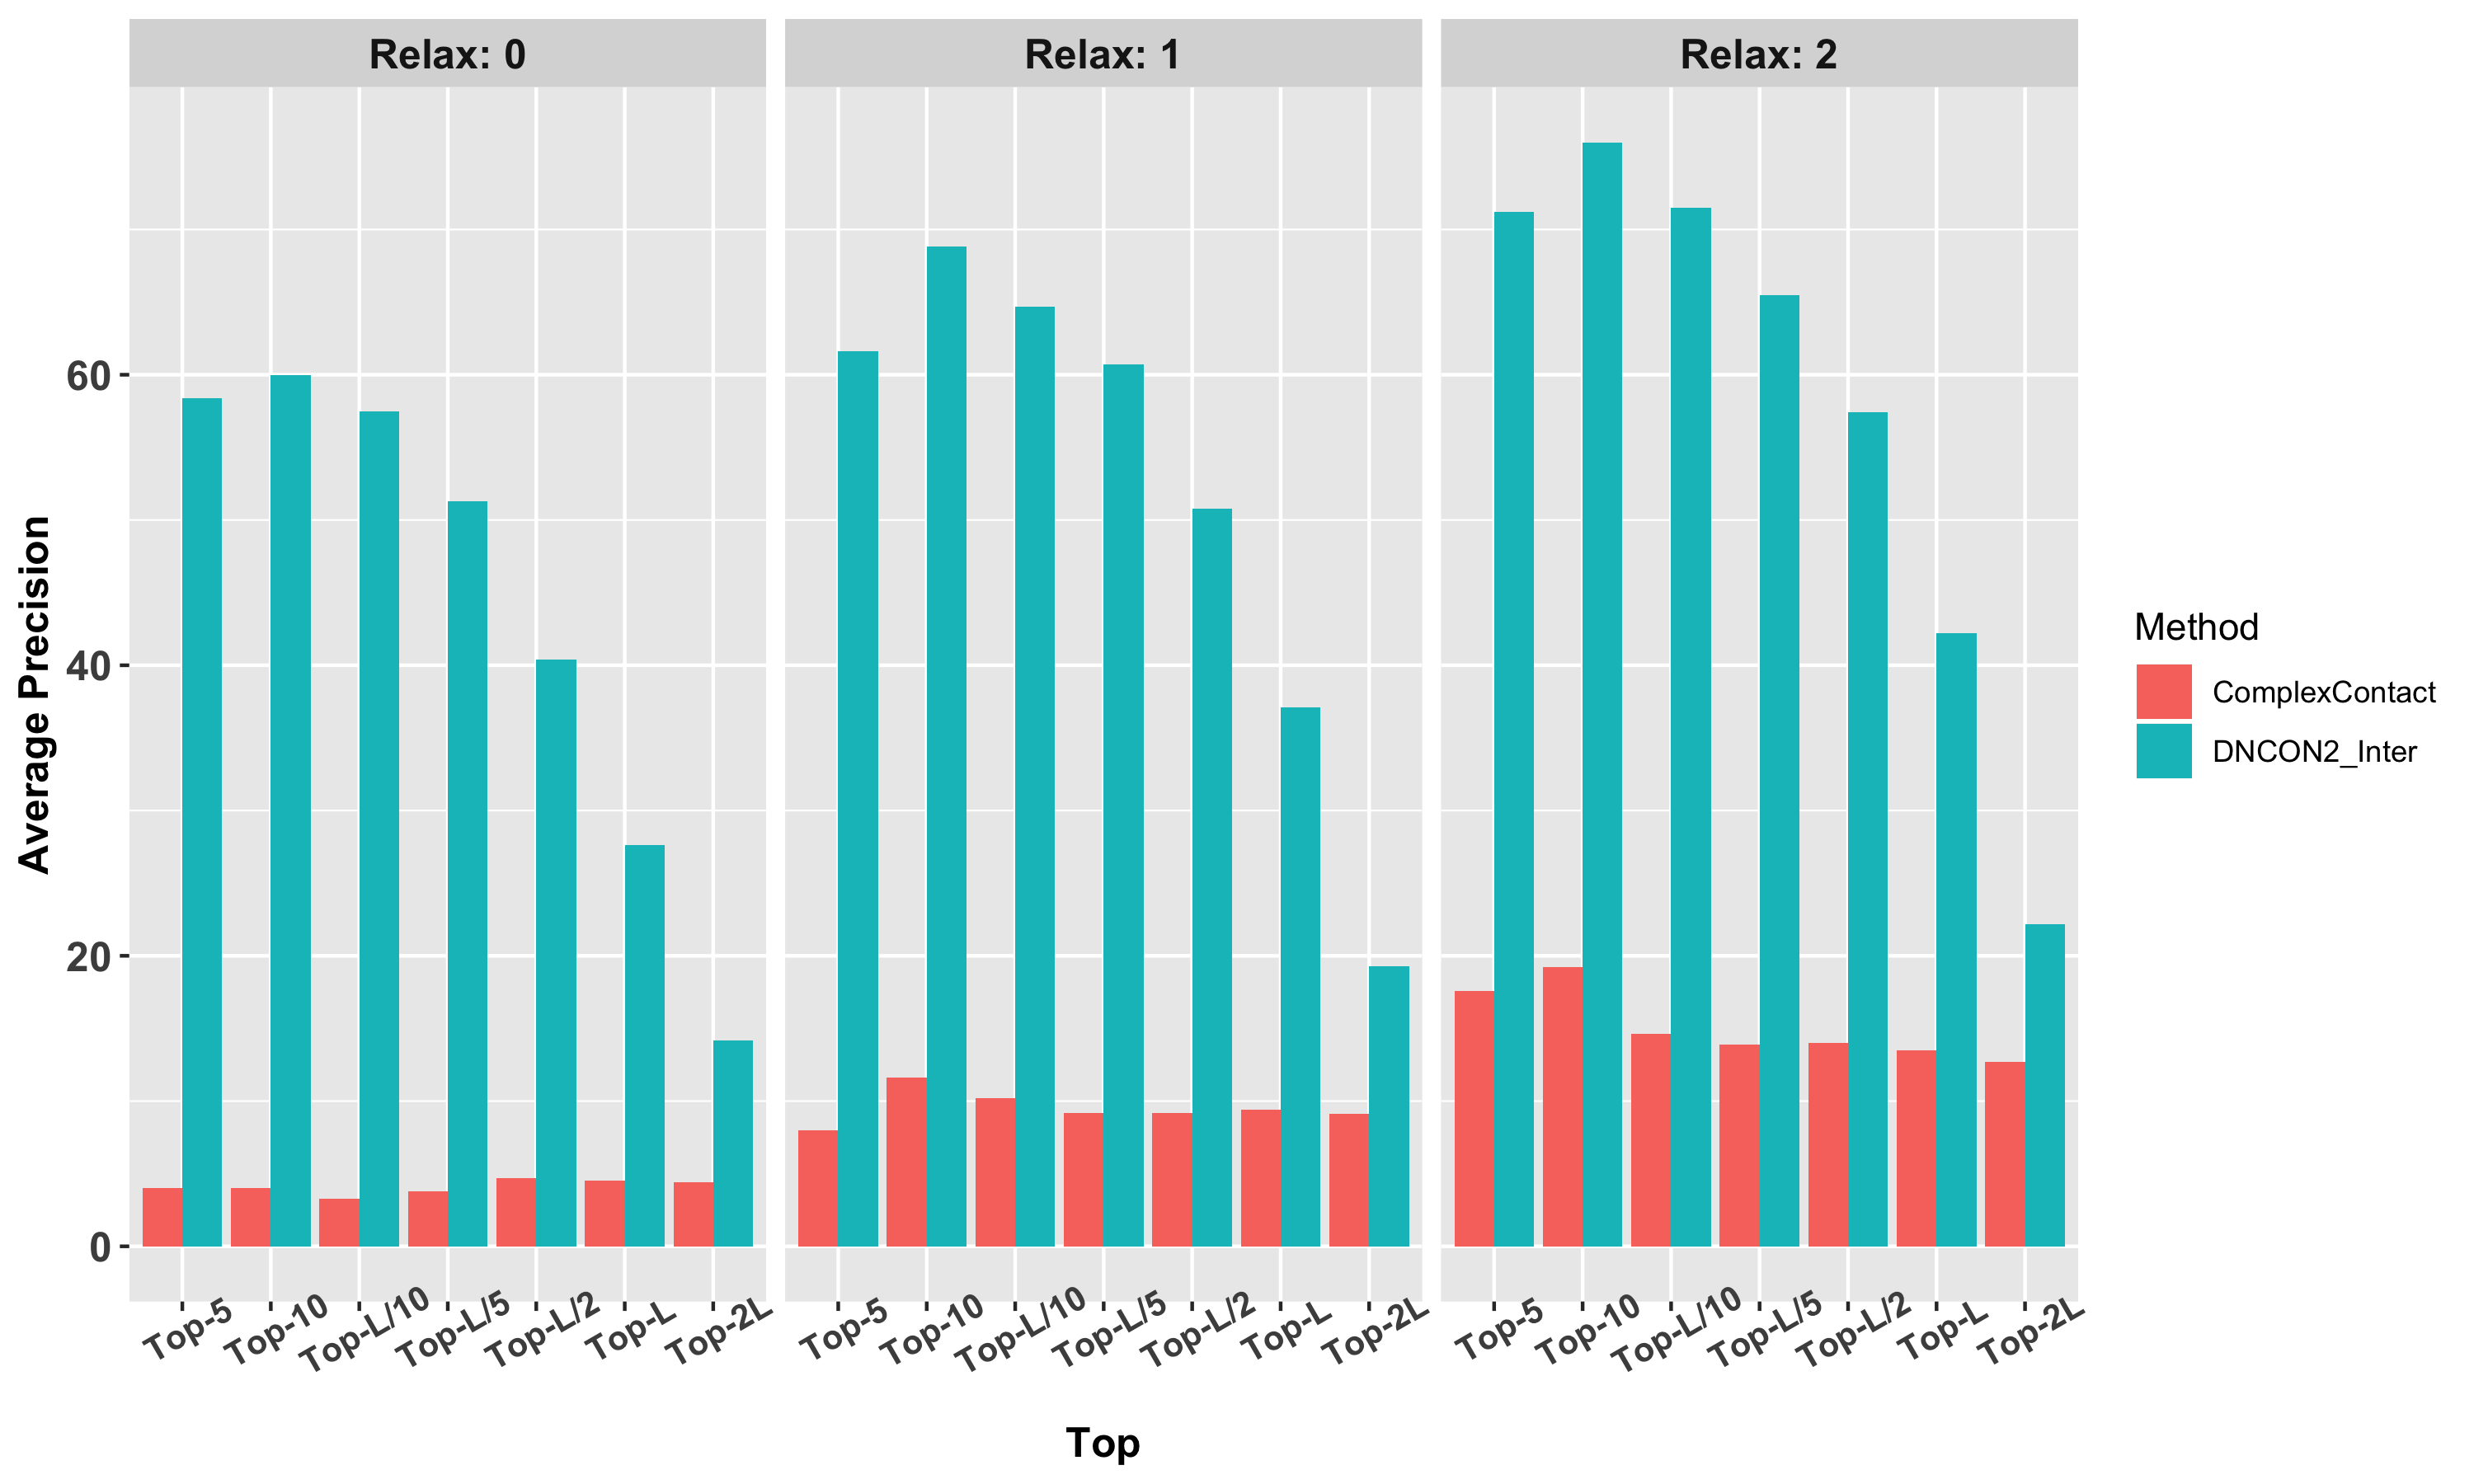 Relax: 0
Relax: 1
Relax: 2
Average Precision
60
40
20
0
Top-5
Top-10
Top-L/10
Top-L/5
Top-L/2
Top-L
Top-2L
Top-5
Top-10
Top-L/10
Top-L/5
Top-L/2
Top-L
Top-2L
Top-5
Top-10
Top-L/10
Top-L/5
Top-L/2
Top-L
Top-2L
Top
Method
ComplexContact
DNCON2_Inter